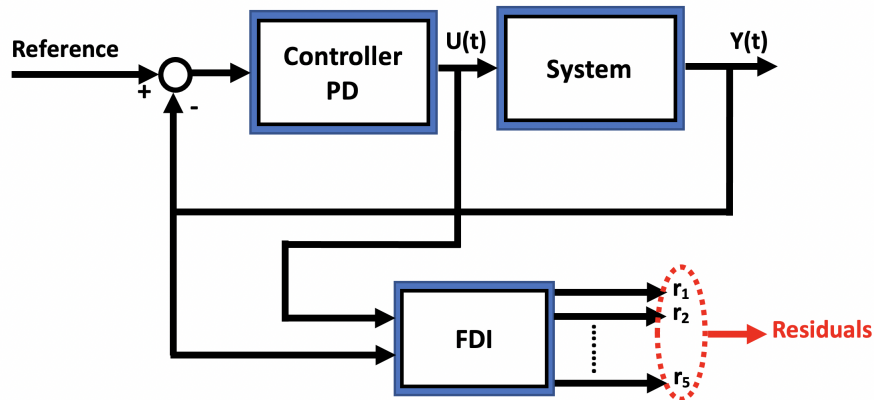 Reference
+
-
Controller
PD
U(t)
System
Y(t)
FDI
r₁
r₂
r₅
Residuals